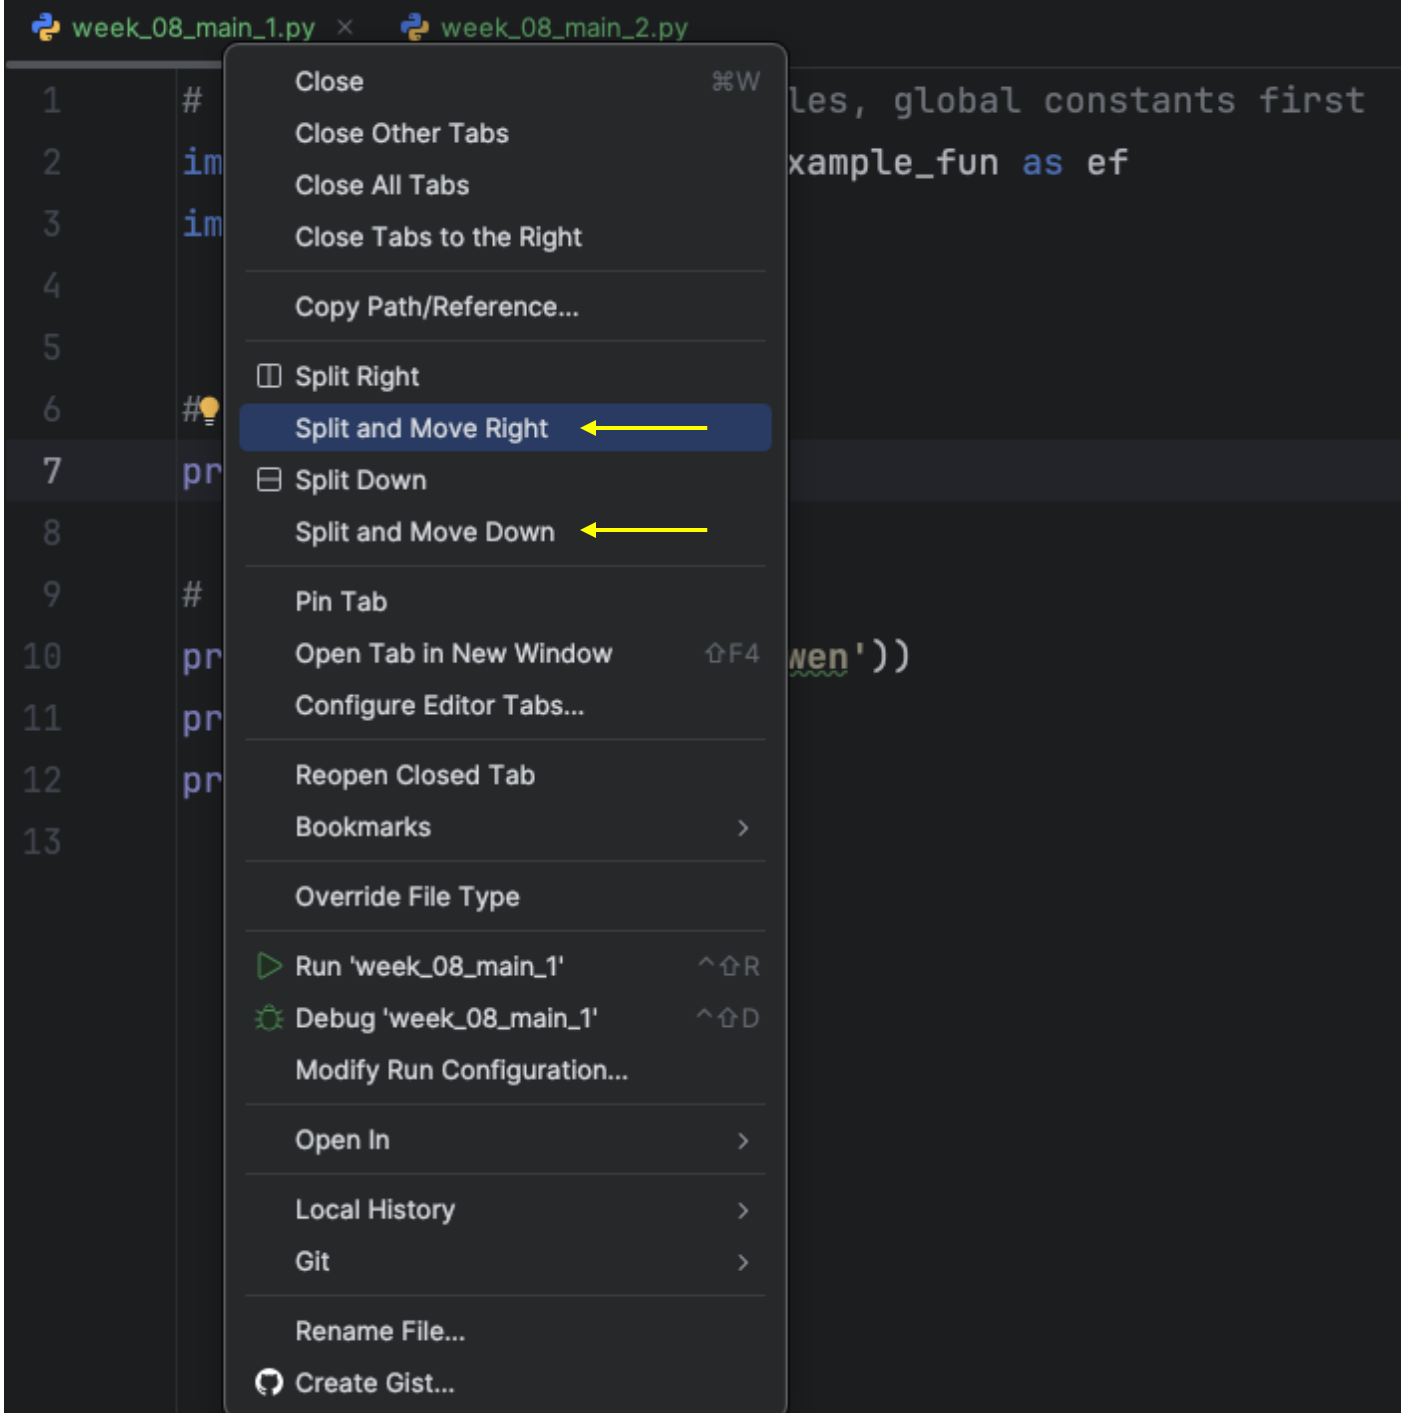 week_08_main_1.py × week_08_main_2.py
Close ⌘W
1 # les, global constants first
Close Other Tabs
2 im xample_fun as ef
Close All Tabs
3 im
Close Tabs to the Right
4
Copy Path/Reference...
5
Split Right
6 #
Split and Move Right
7 pr
Split Down
8
Split and Move Down
9 #
Pin Tab
10 pr wen'))
Open Tab in New Window ⇧F4
Configure Editor Tabs...
11 pr
12 pr
Reopen Closed Tab
Bookmarks >
13
Override File Type
Run 'week_08_main_1' ^⇧R
Debug 'week_08_main_1' ^⇧D
Modify Run Configuration...
Open In >
Local History >
Git >
Rename File...
Create Gist...